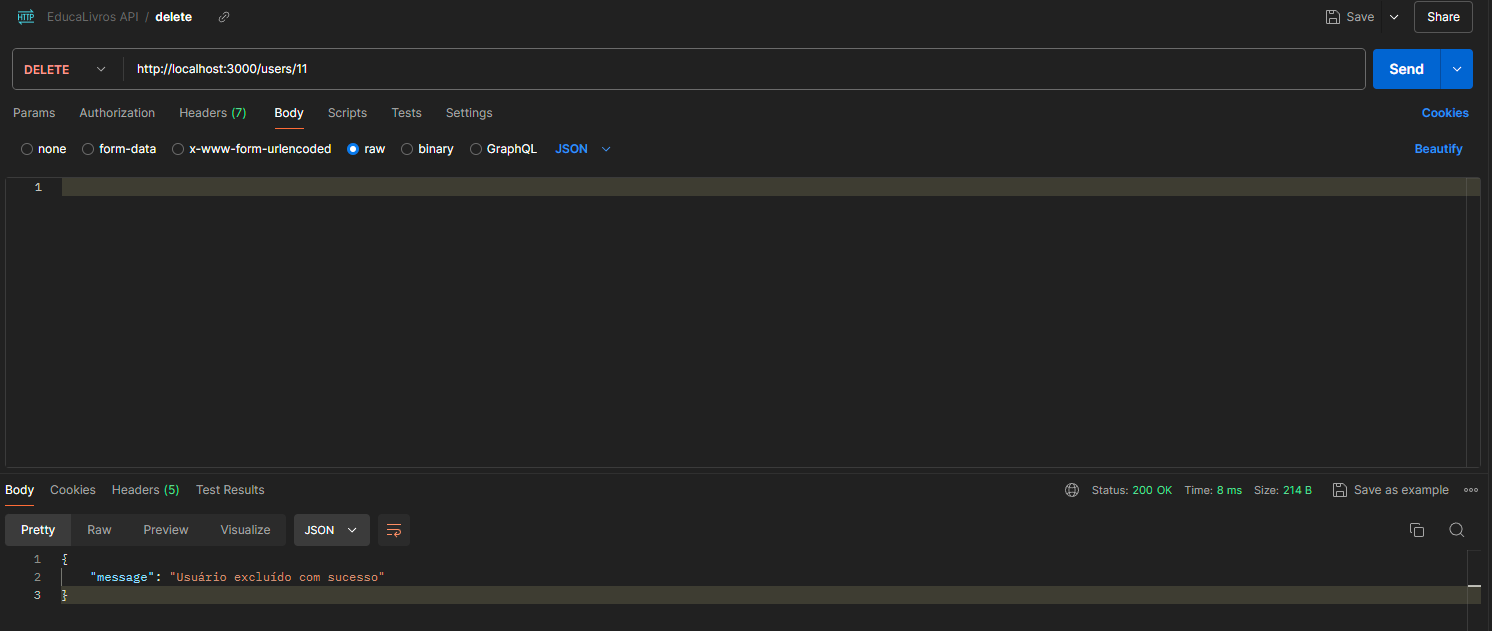 HTTP EducaLivros API / delete Save Share
DELETE http://localhost:3000/users/11 Send
Params Authorization Headers (7) Body Scripts Tests Settings Cookies
none form-data x-www-form-urlencoded raw binary GraphQL JSON Beautify
1
Body Cookies Headers (5) Test Results Status: 200 OK Time: 8 ms Size: 214 B Save as example
Pretty Raw Preview Visualize JSON
1 {
2 "message": "Usuário excluído com sucesso"
3 }